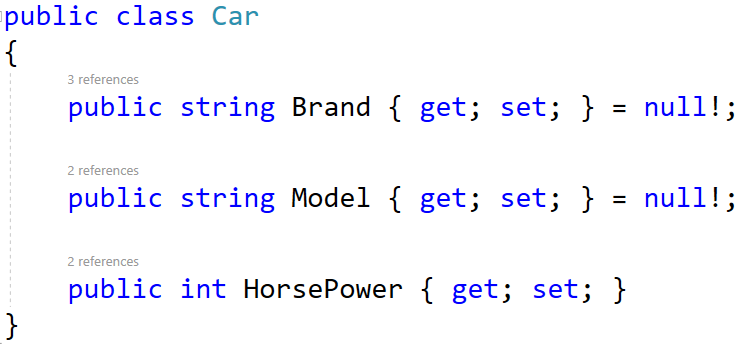 public class Car
{
3 references
public string Brand { get; set; } = null!;
2 references
public string Model { get; set; } = null!;
2 references
public int HorsePower { get; set; }
}